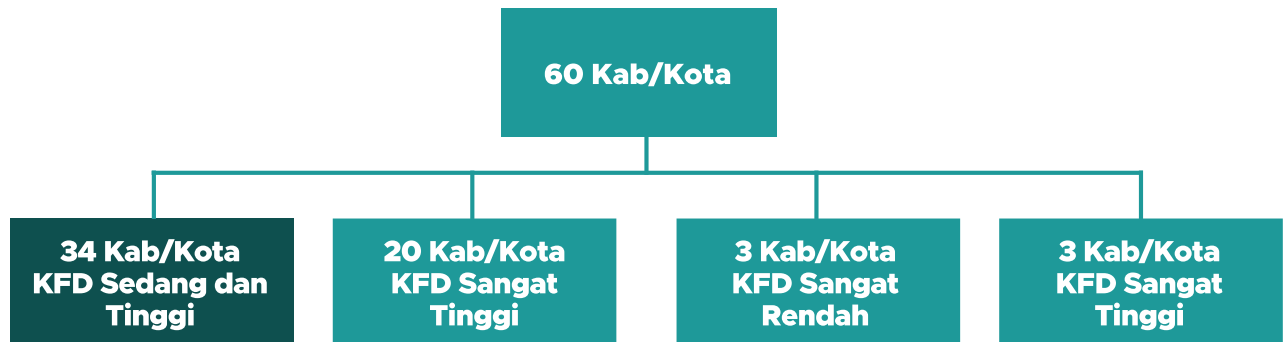 60 Kab/Kota
34 Kab/Kota
KFD Sedang dan
Tinggi
20 Kab/Kota
KFD Sangat
Tinggi
3 Kab/Kota
KFD Sangat
Rendah
3 Kab/Kota
KFD Sangat
Tinggi